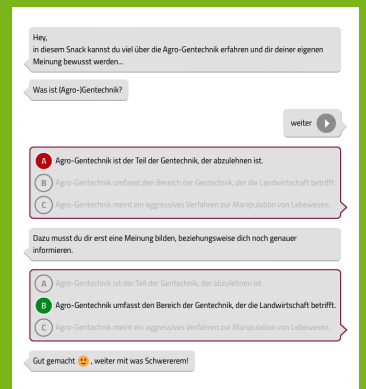 Hey,
in diesem Snack kannst du viel über die Agro-Gentechnik erfahren und dir deiner eigenen
Meinung bewusst werden...
Was ist (Agro-)Gentechnik?
weiter
A Agro-Gentechnik ist der Teil der Gentechnik, der abzulehnen ist.
B Agro-Gentechnik umfasst den Bereich der Gentechnik, der die Landwirtschaft betrifft.
C Agro-Gentechnik meint ein aggressives Verfahren zur Manipulation von Lebewesen.
Dazu musst du dir erst eine Meinung bilden, beziehungsweise dich noch genauer
informieren.
A Agro-Gentechnik ist der Teil der Gentechnik, der abzulehnen ist.
B Agro-Gentechnik umfasst den Bereich der Gentechnik, der die Landwirtschaft betrifft.
C Agro-Gentechnik meint ein aggressives Verfahren zur Manipulation von Lebewesen.
Gut gemacht 🙂, weiter mit was Schwererem!